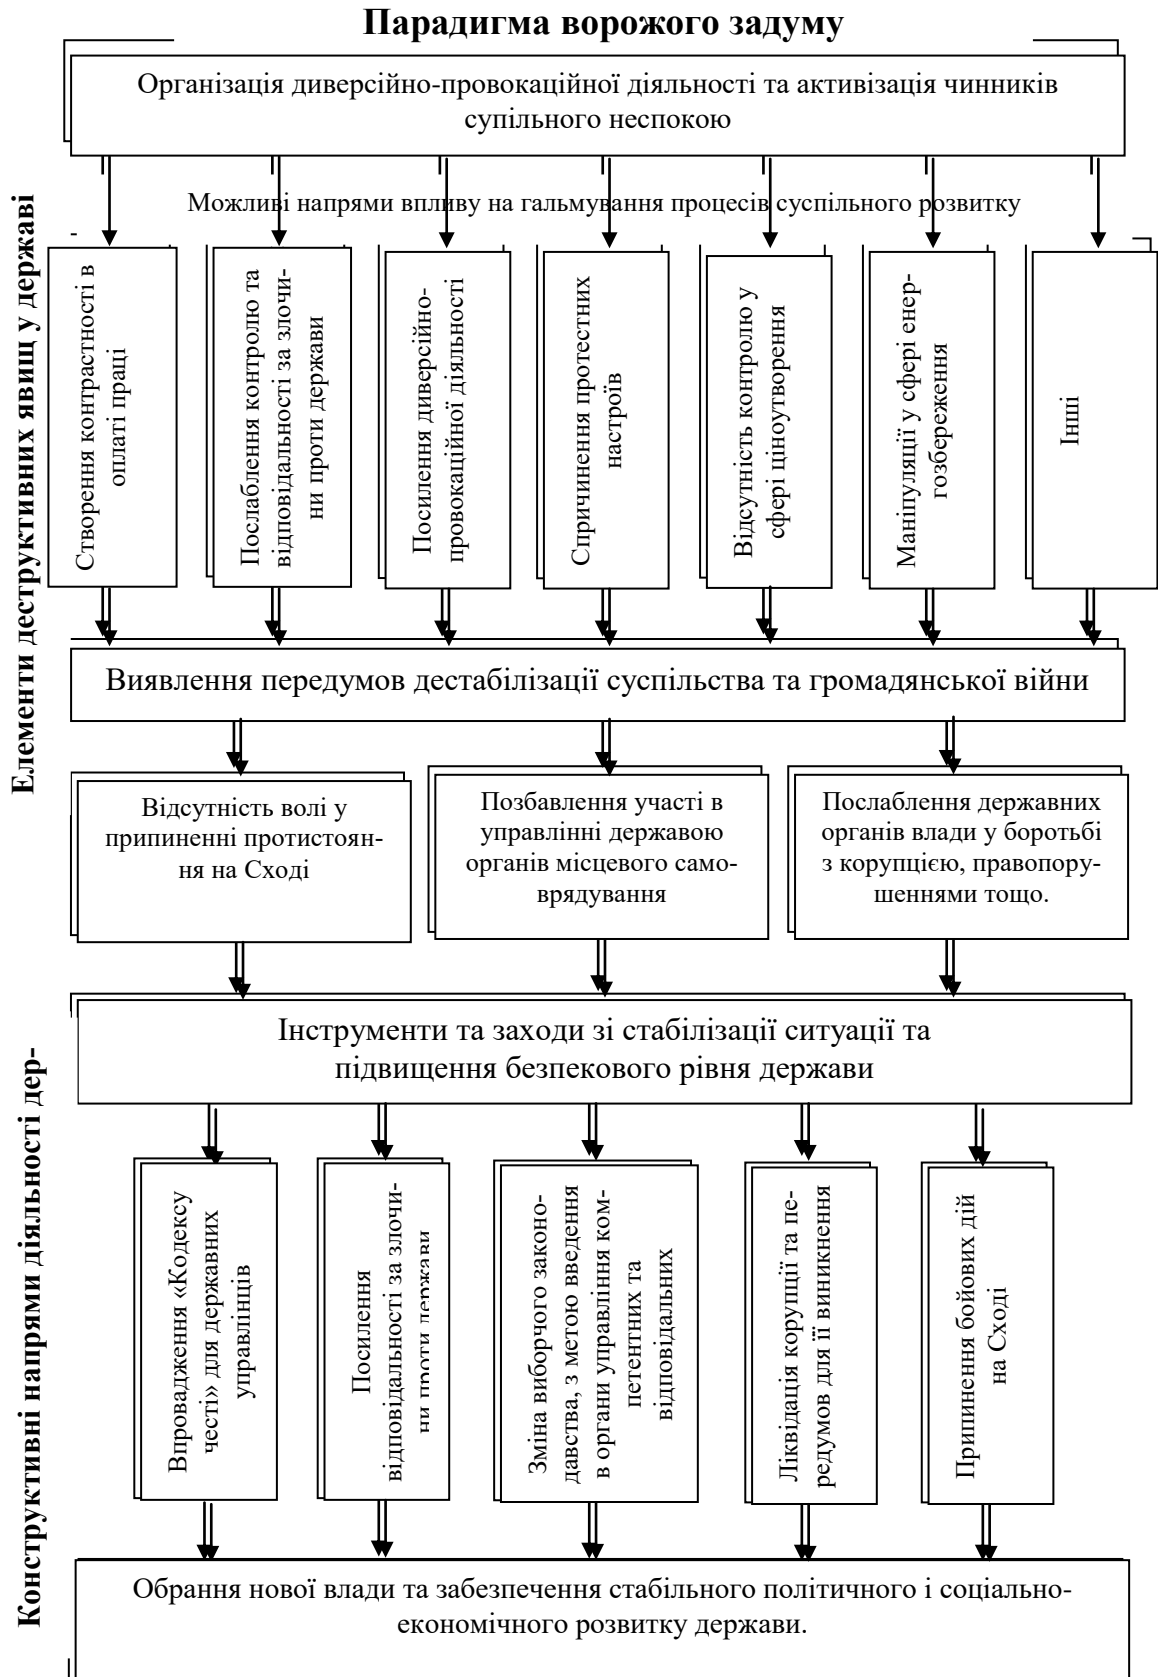 Парадигма ворожого задуму
Організація диверсійно-провокаційної діяльності та активізація чинників
супільного неспокою
Можливі напрями впливу на гальмування процесів суспільного розвитку
-
Елементи деструктивних явищ у державі
Створення контрастності в
оплаті праці
Послаблення контролю та
відповідальності за злочи-
ни проти держави
Посилення диверсійно-
провокаційної діяльності
Спричинення протестних
настроїв
Відсутність контролю у
сфері ціноутворення
Маніпуляції у сфері енер-
гозбереження
Інші
Виявлення передумов дестабілізації суспільства та громадянської війни
Відсутність волі у
припиненні протистоян-
ня на Сході
Позбавлення участі в
управлінні державою
органів місцевого само-
врядування
Послаблення державних
органів влади у боротьбі
з корупцією, правопору-
шеннями тощо.
Конструктивні напрями діяльності дер-
Інструменти та заходи зі стабілізації ситуації та
підвищення безпекового рівня держави
Впровадження «Кодексу
честі» для державних
управлінців
Посилення
відповідальності за злочи-
ни проти держави
Зміна виборчого законо-
давства, з метою введення
в органи управління ком-
петентних та
відповідальних
Ліквідація корупції та пе-
редумов для її виникнення
Припинення бойових дій
на Сході
Обрання нової влади та забезпечення стабільного політичного і соціально-
економічного розвитку держави.